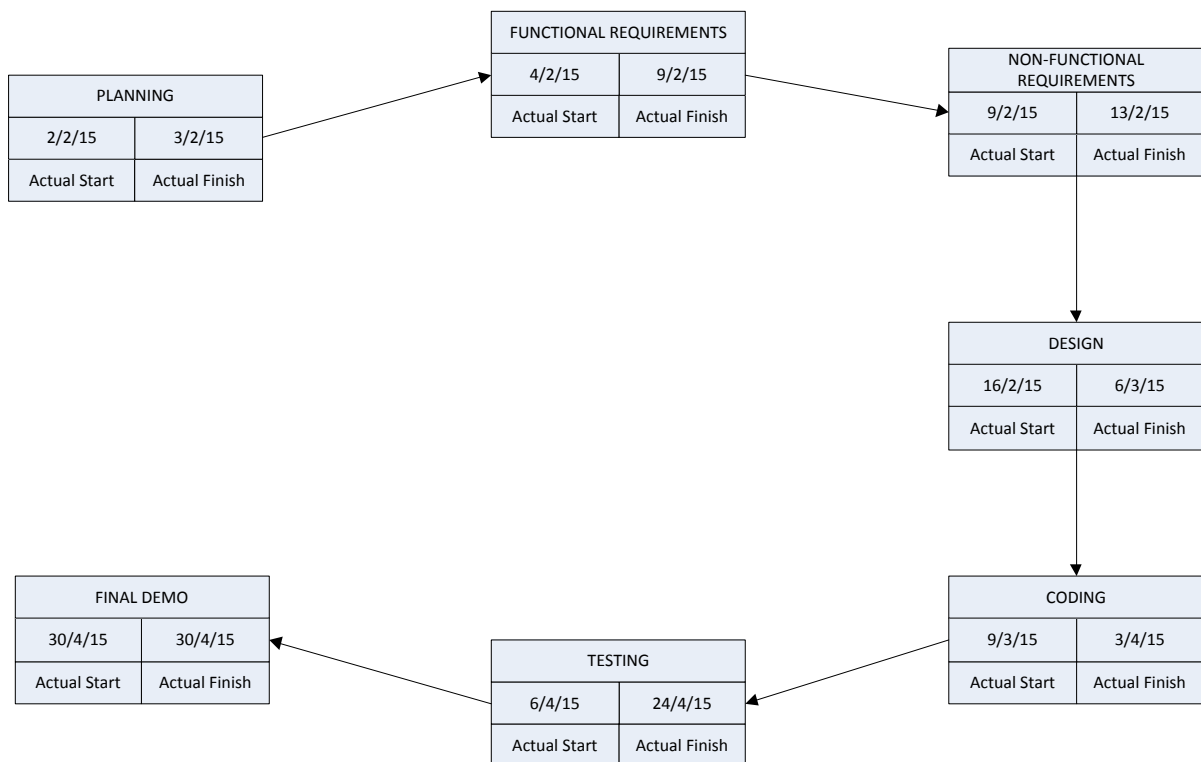 PLANNING
2/2/15 3/2/15
Actual Start Actual Finish
FUNCTIONAL REQUIREMENTS
4/2/15 9/2/15
Actual Start Actual Finish
NON-FUNCTIONAL
REQUIREMENTS
9/2/15 13/2/15
Actual Start Actual Finish
DESIGN
16/2/15 6/3/15
Actual Start Actual Finish
CODING
9/3/15 3/4/15
Actual Start Actual Finish
TESTING
6/4/15 24/4/15
Actual Start Actual Finish
FINAL DEMO
30/4/15 30/4/15
Actual Start Actual Finish